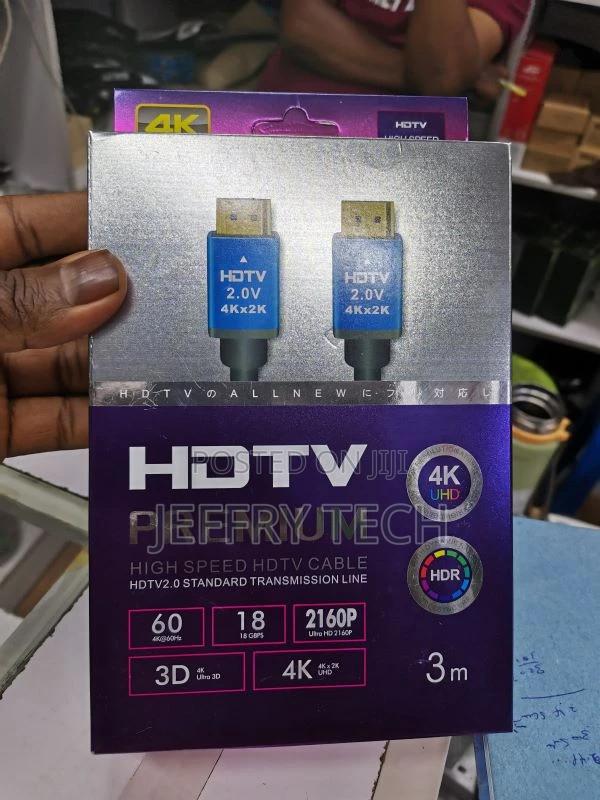 4K
HDTV
HIGH SPEED
HDTV
2.0V
4Kx2K
HDTV
2.0V
4Kx2K
HDTVのALLNEWに
対応し
HDTV
POSTED ON JIJI
PREMIUM
JEFFRY TECH
HIGH SPEED HDTV CABLE
HDTV2.0 STANDARD TRANSMISSION LINE
4K
UHD
HDR
60
4K@60Hz
18
18 GBPS
2160P
Ultra HD 2160P
3D
4K
Ultra 3D
4K
4K x 2K
UHD
3m